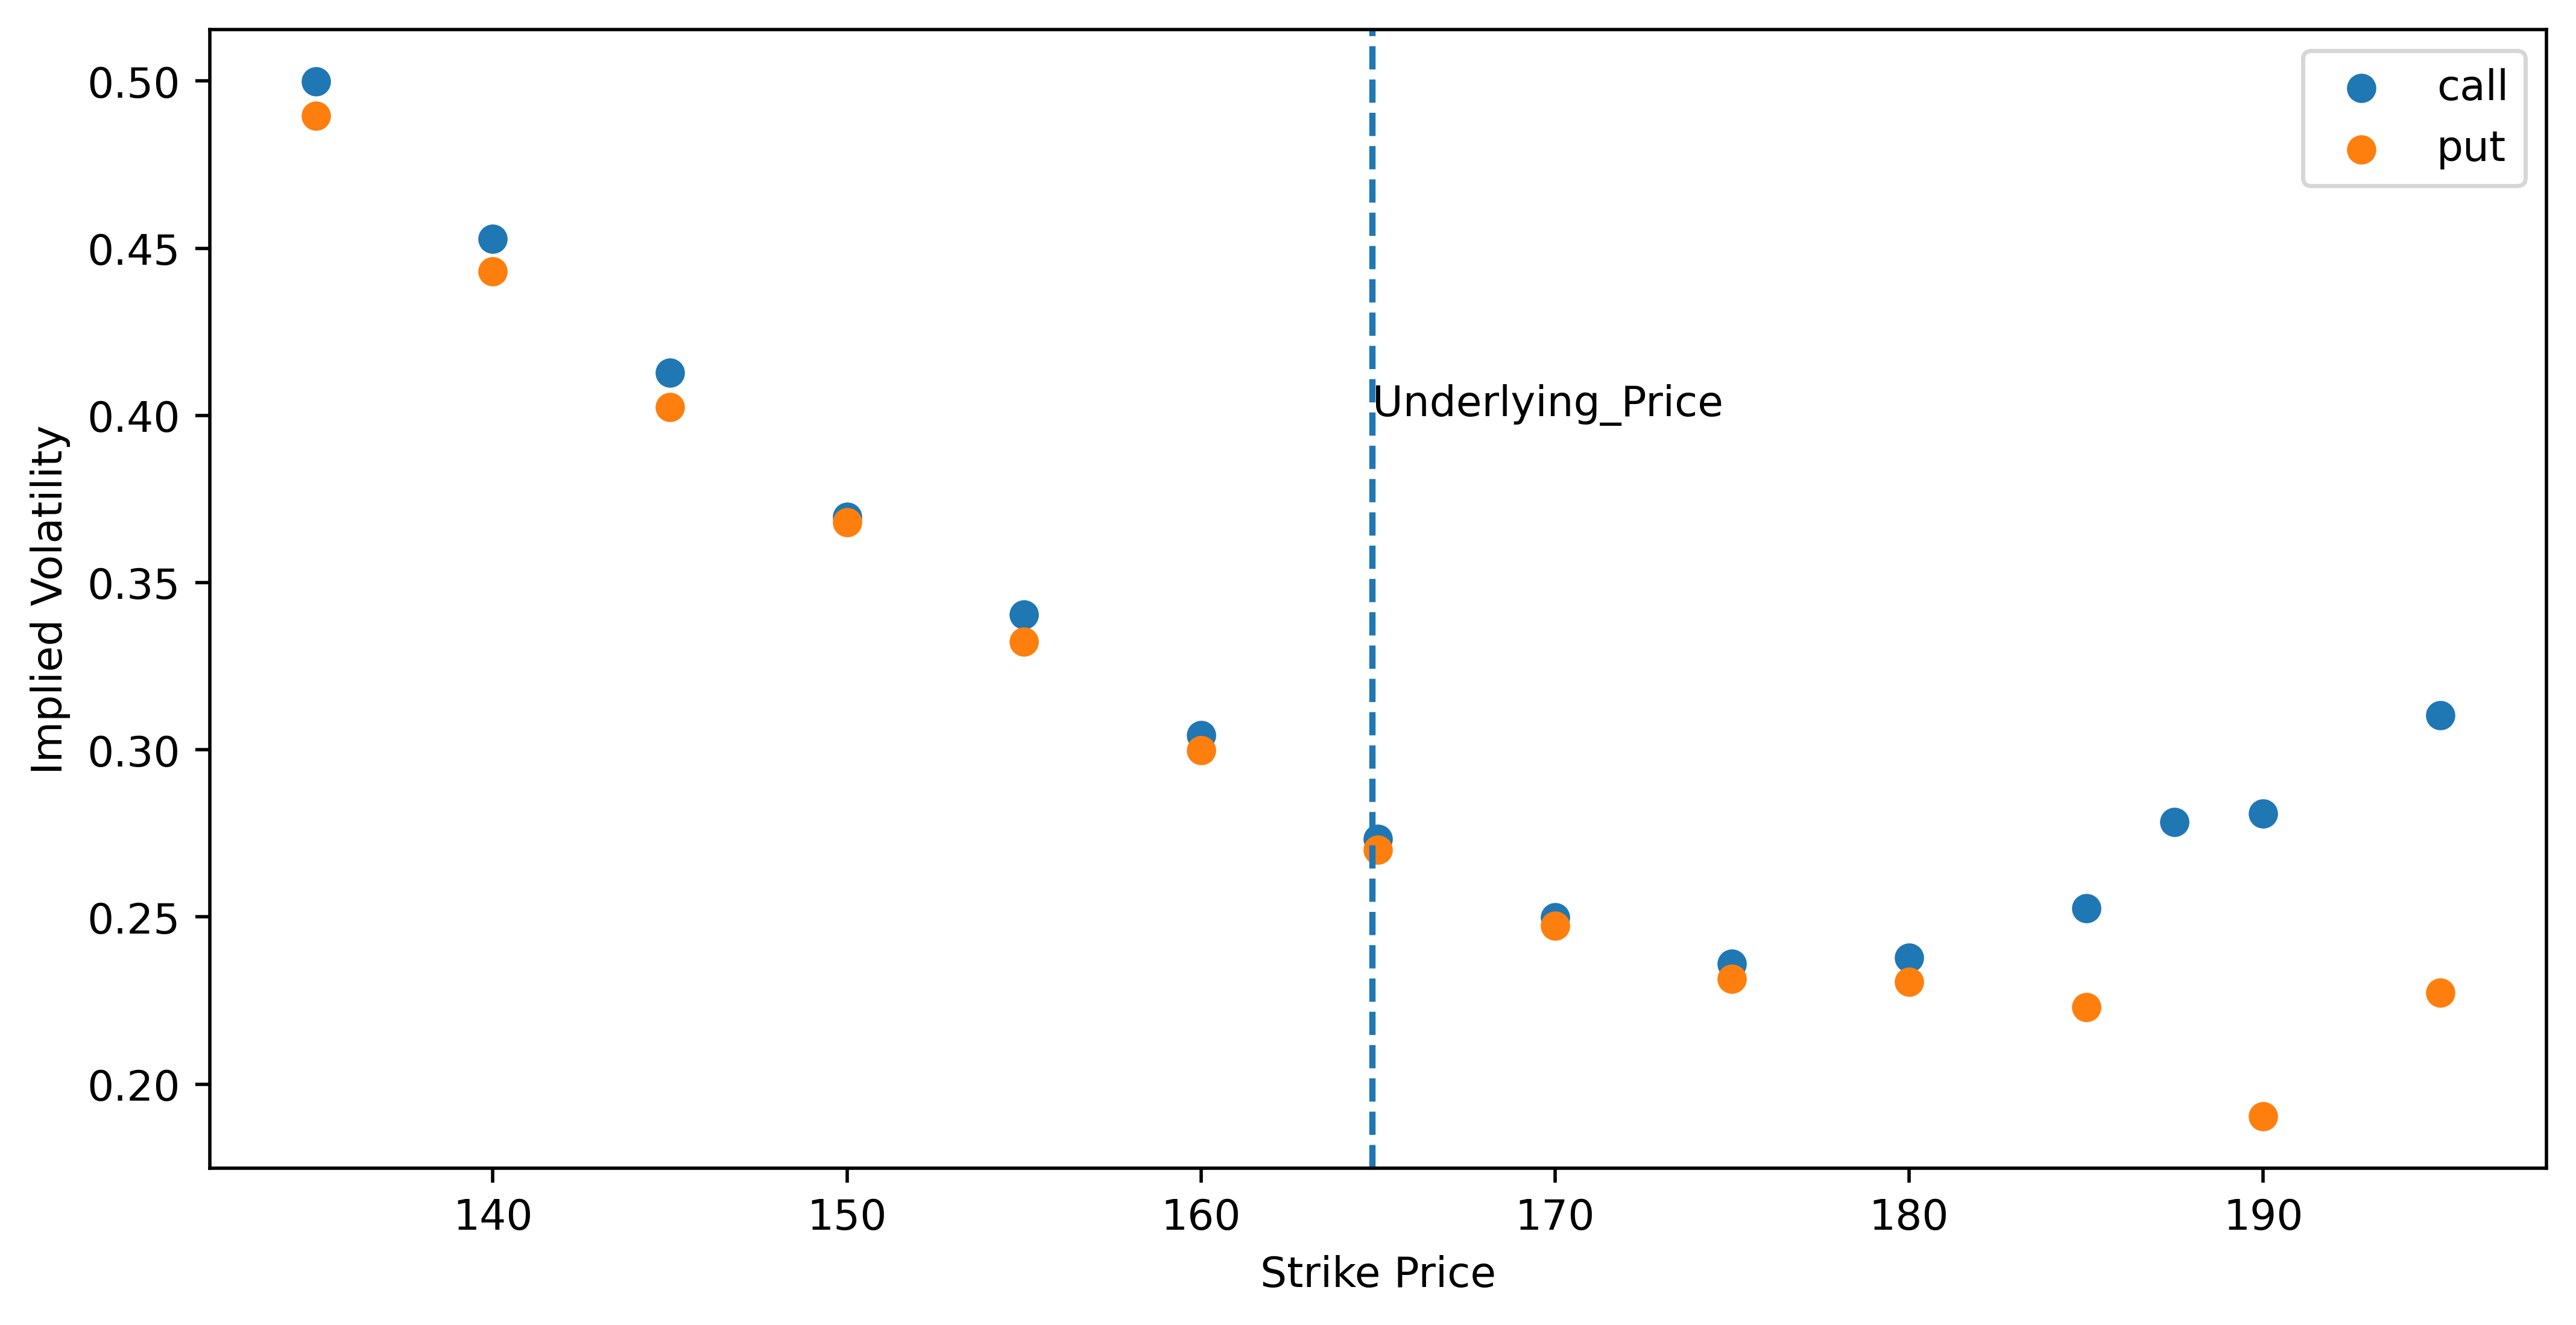 0.50
0.45
0.40
0.35
0.30
0.25
0.20
Implied Volatility
call
put
Underlying_Price
140 150 160 170 180 190
Strike Price